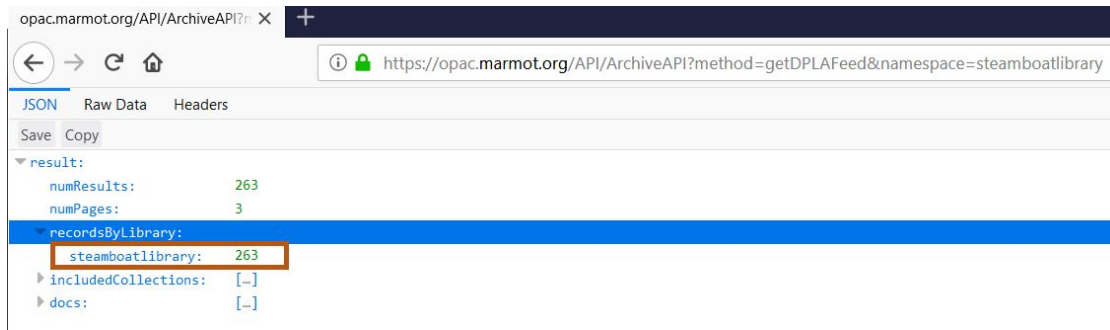 opac.marmot.org/API/ArchiveAPI?n
https://opac.marmot.org/API/ArchiveAPI?method=getDPLAFeed&namespace=steamboatlibrary
JSON Raw Data Headers
Save Copy
result:
numResults: 263
numPages: 3
recordsByLibrary:
steamboatlibrary: 263
includedCollections: […]
docs: […]